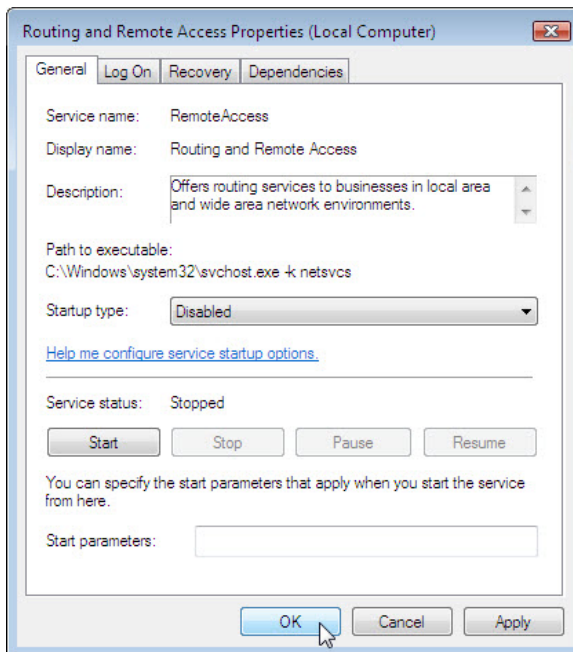 Routing and Remote Access Properties (Local Computer)
General Log On Recovery Dependencies
Service name: RemoteAccess
Display name: Routing and Remote Access
Description: Offers routing services to businesses in local area
and wide area network environments.
Path to executable:
C:\Windows\system32\svchost.exe -k netsvcs
Startup type: Disabled
Help me configure service startup options.
Service status: Stopped
Start Stop Pause Resume
You can specify the start parameters that apply when you start the service
from here.
Start parameters:
OK Cancel Apply